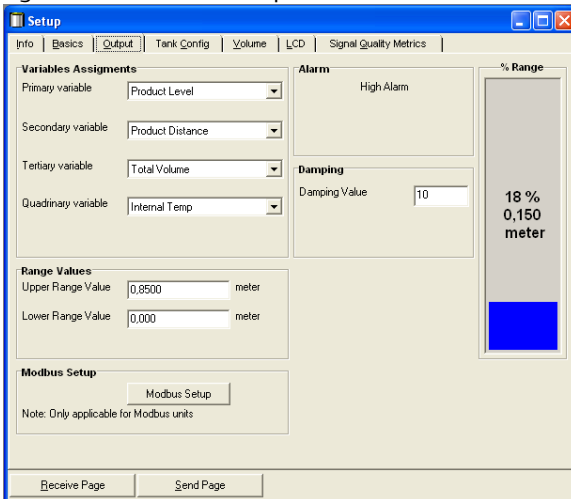 Setup
Info Basics Output Tank Config Volume LCD Signal Quality Metrics
Variables Assigments
Primary variable Product Level
Secondary variable Product Distance
Tertiary variable Total Volume
Quadrinary variable Internal Temp
Range Values
Upper Range Value 0,8500 meter
Lower Range Value 0,000 meter
Modbus Setup
Modbus Setup
Note: Only applicable for Modbus units
Alarm
High Alarm
Damping
Damping Value 10
% Range
18 %
0,150
meter
Receive Page Send Page